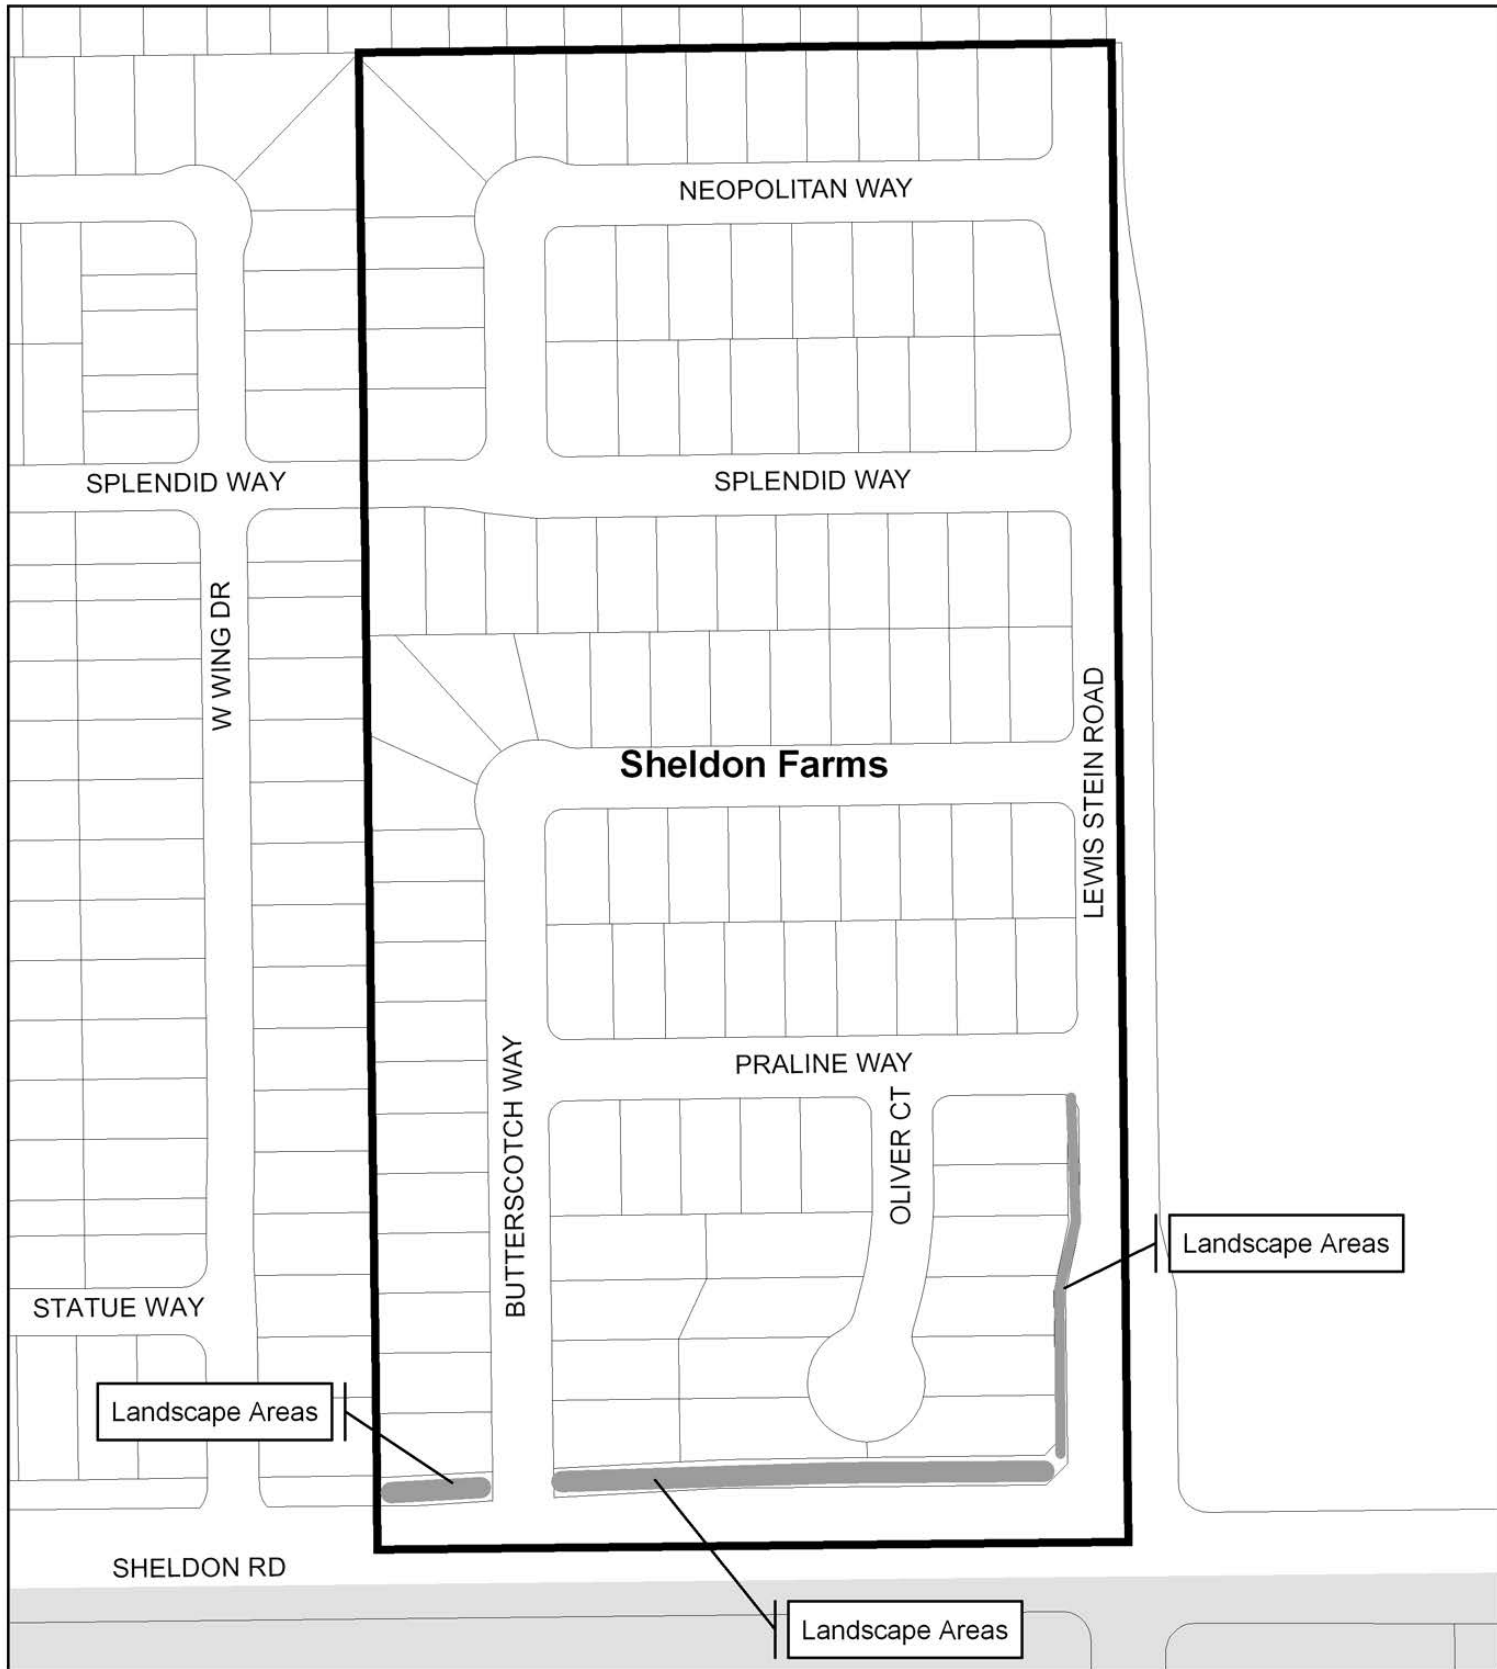 NEOPOLITAN WAY
SPLENDID WAY
SPLENDID WAY
W WING DR
Sheldon Farms
LEWIS STEIN ROAD
PRALINE WAY
BUTTERSCOTCH WAY
OLIVER CT
Landscape Areas
STATUE WAY
Landscape Areas
SHELDON RD
Landscape Areas